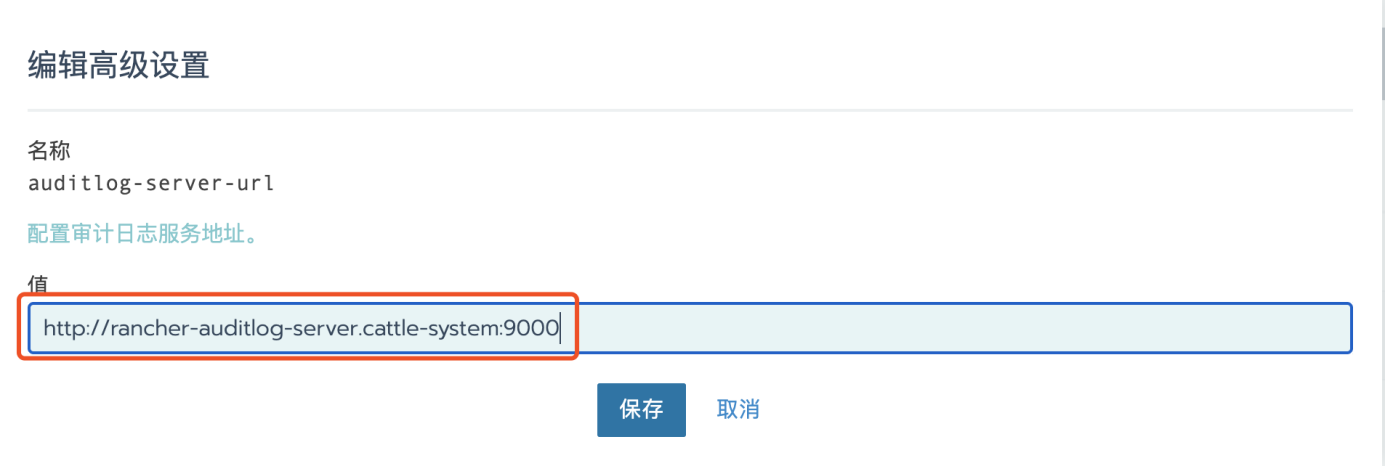 编辑高级设置
名称
auditlog-server-url
配置审计日志服务地址。
值
http://rancher-auditlog-server.cattle-system:9000
保存 取消